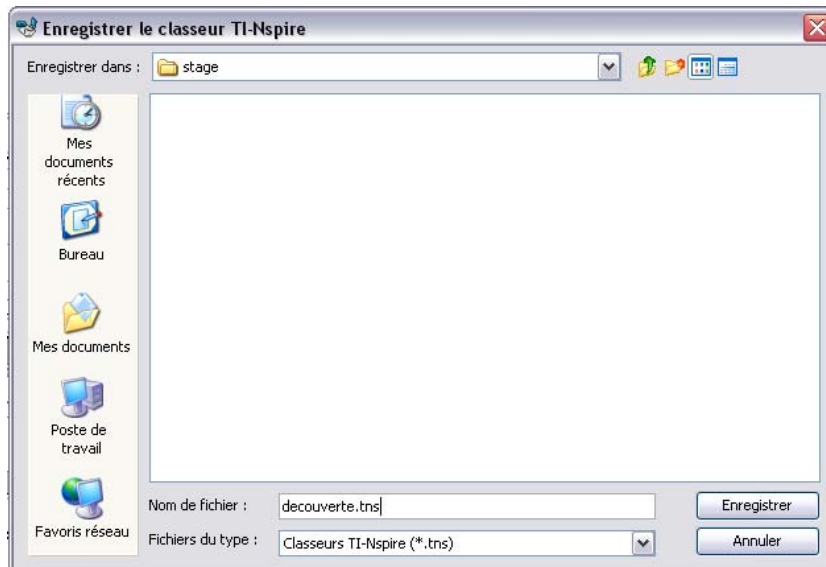 Enregistrer le classeur TI-Nspire
Enregistrer dans :
stage
Mes
documents
récents
Bureau
Mes documents
Poste de
travail
Favoris réseau
Nom de fichier :
decouverte.tns
Enregistrer
Fichiers du type :
Classeurs TI-Nspire (*.tns)
Annuler